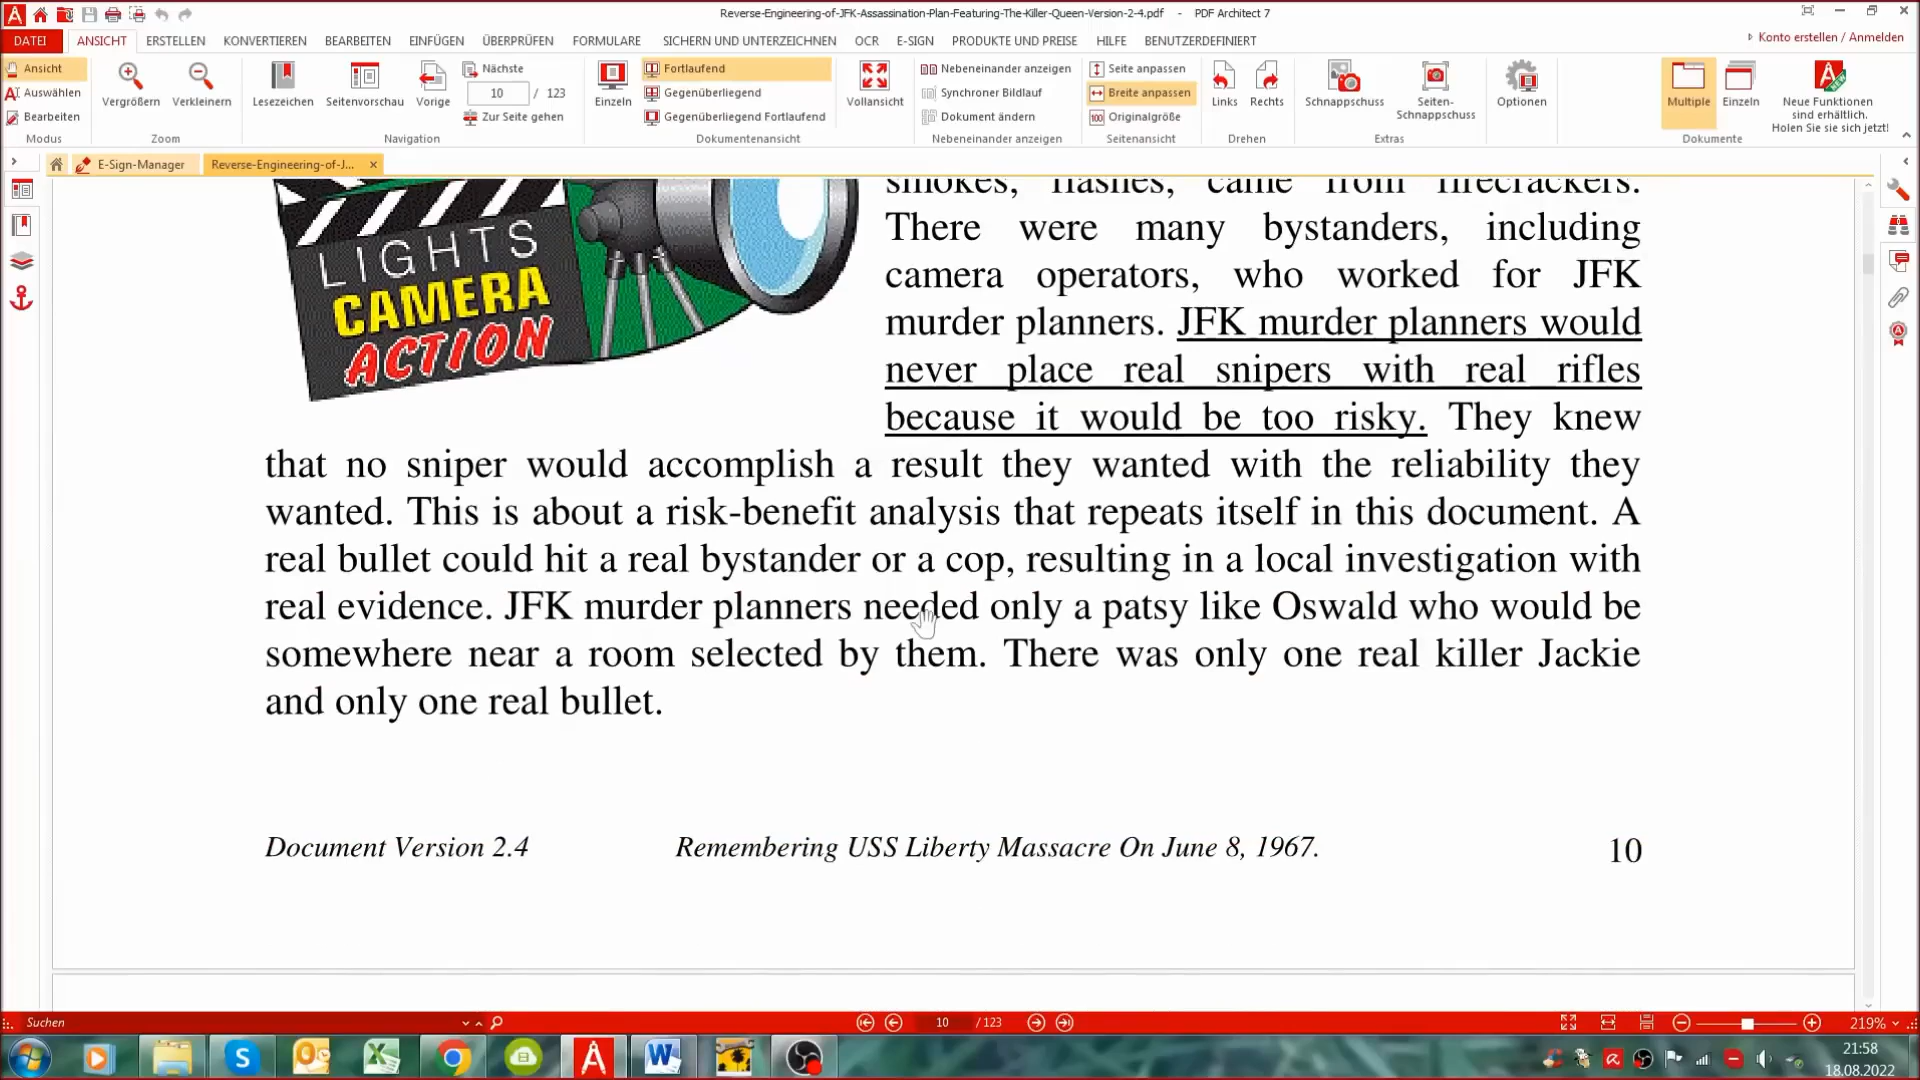 Reverse-Engineering-of-JFK-Assassination-Plan-Featuring-The-Killer-Queen-Version-2-4.pdf - PDF Architect 7
DATEI ANSICHT ERSTELLEN KONVERTIEREN BEARBEITEN EINFÜGEN ÜBERPRÜFEN FORMULARE SICHERN UND UNTERZEICHNEN OCR E-SIGN PRODUKTE UND PREISE HILFE BENUTZERDEFINIERT Konto erstellen / Anmelden
Ansicht
Auswählen
Bearbeiten
Modus
Vergrößern Verkleinern
Zoom
Lesezeichen Seitenvorschau Vorige
Nächste
10 / 123
Zur Seite gehen
Navigation
Einzeln
Fortlaufend
Gegenüberliegend
Gegenüberliegend Fortlaufend
Dokumentenansicht
Vollansicht
Nebeneinander anzeigen
Synchroner Bildlauf
Dokument ändern
Nebeneinander anzeigen
Seite anpassen
Breite anpassen
100 Originalgröße
Seitenansicht
Links Rechts
Drehen
Schnappschuss
Seiten-
Schnappschuss
Extras
Optionen
Multiple Einzeln
Neue Funktionen
sind erhältlich.
Holen Sie sie sich jetzt!
Dokumente
E-Sign-Manager
Reverse-Engineering-of-J...
LIGHTS
CAMERA
ACTION
smokes, flashes, came from firecrackers.
There were many bystanders, including
camera operators, who worked for JFK
murder planners. JFK murder planners would
never place real snipers with real rifles
because it would be too risky. They knew
that no sniper would accomplish a result they wanted with the reliability they
wanted. This is about a risk-benefit analysis that repeats itself in this document. A
real bullet could hit a real bystander or a cop, resulting in a local investigation with
real evidence. JFK murder planners needed only a patsy like Oswald who would be
somewhere near a room selected by them. There was only one real killer Jackie
and only one real bullet.
Document Version 2.4 Remembering USS Liberty Massacre On June 8, 1967. 10
Suchen
10 / 123
219%
21:58
18.08.2022